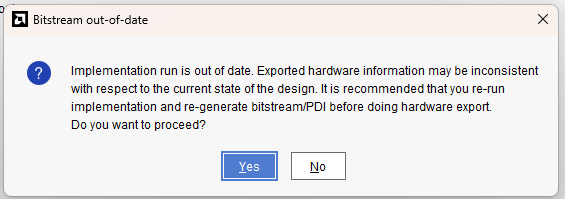 Bitstream out-of-date
Implementation run is out of date. Exported hardware information may be inconsistent
with respect to the current state of the design. It is recommended that you re-run
implementation and re-generate bitstream/PDI before doing hardware export.
Do you want to proceed?
Yes
No